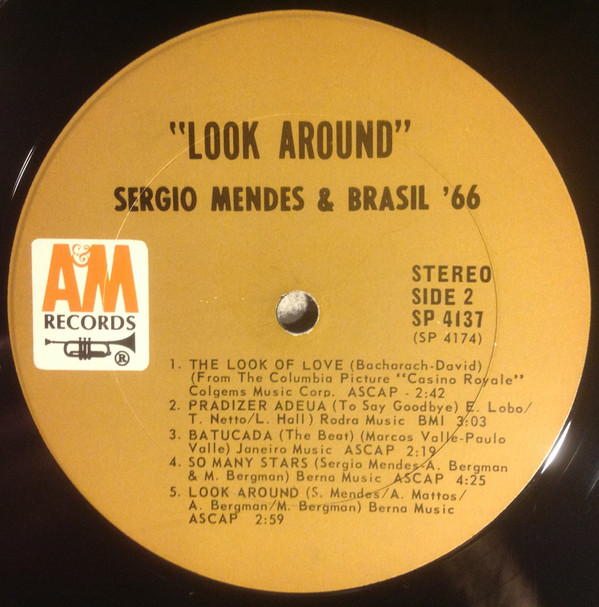 "LOOK AROUND"
SERGIO MENDES & BRASIL '66
A&M
RECORDS
®
STEREO
SIDE 2
SP 4137
(SP 4174)
1. THE LOOK OF LOVE (Bacharach-David)
(From The Columbia Picture "Casino Royale"
Colgems Music Corp. ASCAP - 2:42
2. PRADIZER ADEUA (To Say Goodbye) E. Lobo/
T. Netto/L. Hall) Rodra Music BMI 3:03
3. BATUCADA (The Beat) (Marcos Valle-Paulo
Valle) Janeiro Music ASCAP 2:19
4. SO MANY STARS (Sergio Mendes-A. Bergman
& M. Bergman) Berna Music ASCAP 4:25
5. LOOK AROUND (S. Mendes/A. Mattos/
A. Bergman/M. Bergman) Berna Music
ASCAP 2:59